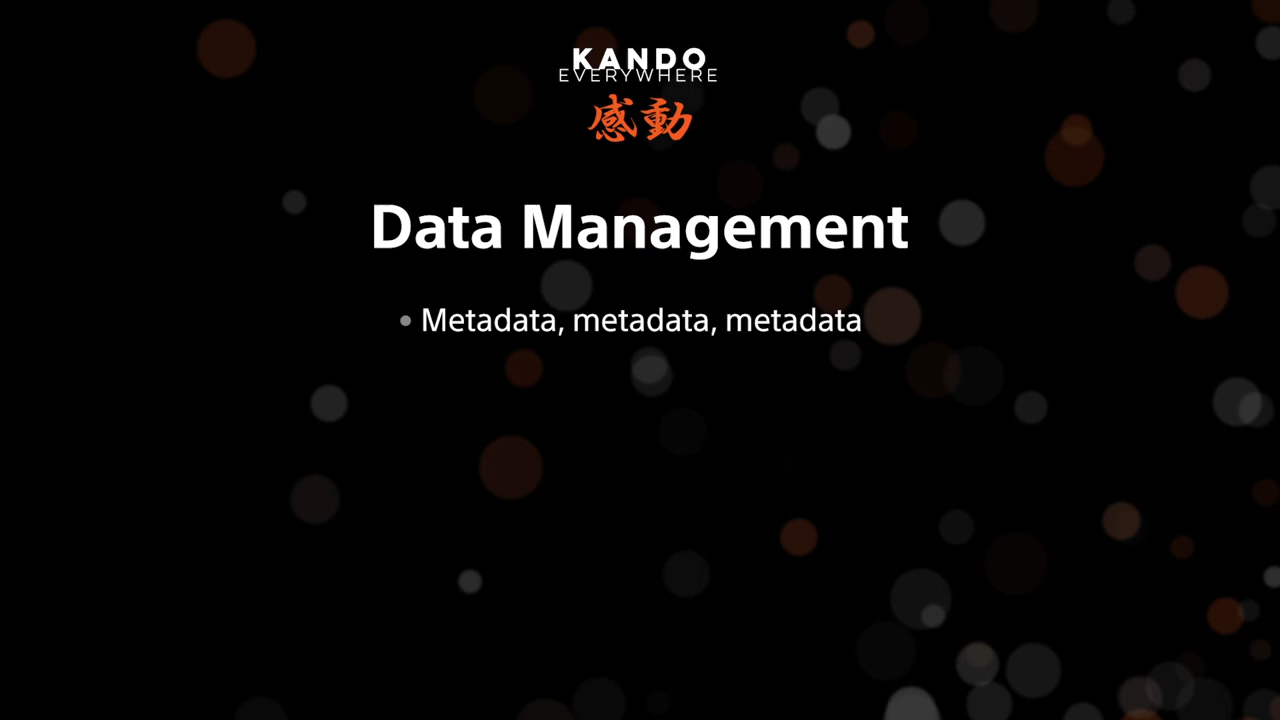 KANDO
EVERYWHERE
感動
Data Management
• Metadata, metadata, metadata